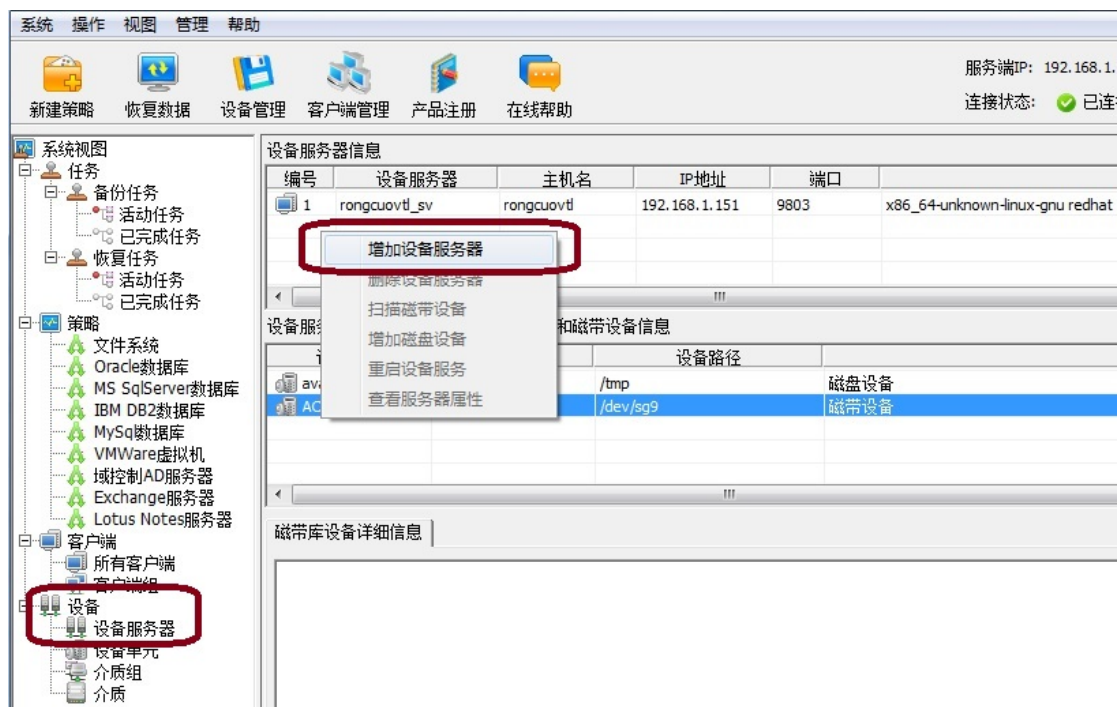 系统 操作 视图 管理 帮助
新建策略 恢复数据 设备管理 客户端管理 产品注册 在线帮助
服务端IP: 192.168.1.
连接状态: 已连
系统视图
任务
备份任务
活动任务
已完成任务
恢复任务
活动任务
已完成任务
策略
文件系统
Oracle数据库
MS SqlServer数据库
IBM DB2数据库
MySql数据库
VMWare虚拟机
域控制AD服务器
Exchange服务器
Lotus Notes服务器
客户端
所有客户端
客户端组
设备
设备服务器
设备单元
介质组
介质
设备服务器信息
编号 设备服务器 主机名 IP地址 端口
1 rongcuovtl_sv rongcuovtl 192.168.1.151 9803 x86_64-unknown-linux-gnu redhat
增加设备服务器
删除设备服务器
扫描磁带设备
增加磁盘设备
重启设备服务
查看服务器属性
设备服 和磁带设备信息
设备路径
ava /tmp 磁盘设备
AC /dev/sg9 磁带设备
磁带库设备详细信息